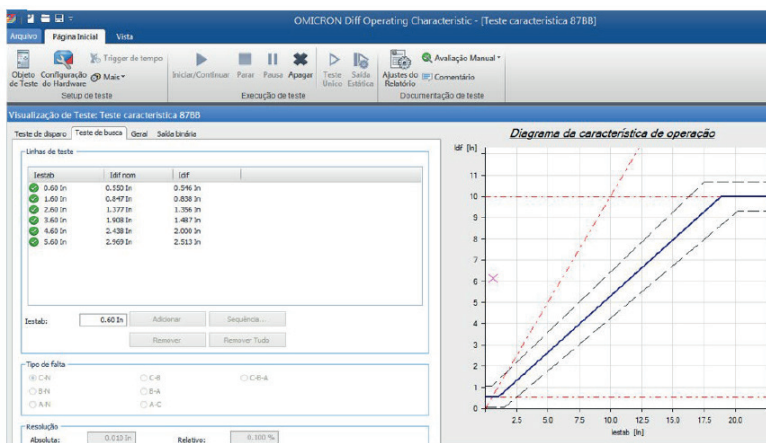 OMICRON Diff Operating Characteristic - [Teste caracteristica 87BB]
Arquivo Página Inicial Vista
Objeto de Teste
Configuração de Hardware
Trigger de tempo
Mais
Iniciar/Continuar Parar Pausa Apagar
Teste Único
Saída Estática
Ajustes do Relatório
Avaliação Manual
Comentário
Setup de teste Execução de teste Documentação de teste
Visualização de Teste: Teste caracteristica 87BB
Teste de disparo Teste de busca Geral Saída binária
Linhas de teste
Iestab Idif nom Idif
0.60 In 0.550 In 0.546 In
1.60 In 0.847 In 0.838 In
2.60 In 1.377 In 1.356 In
3.60 In 1.908 In 1.487 In
4.60 In 2.438 In 2.000 In
5.60 In 2.969 In 2.513 In
Iestab: 0.60 In Adicionar Sequência...
Remover Remover Tudo
Tipo de falta
C-N C-B C-B-A
B-N B-A
A-N A-C
Resolução
Absoluta: 0.010 In Relativo: 0.100 %
Diagrama da característica de operação
Idif [In]
11
10
9
8
7
6
5
4
3
2
1
0
2.5 5.0 7.5 10.0 12.5 15.0 17.5 20.0
Iestab [In]